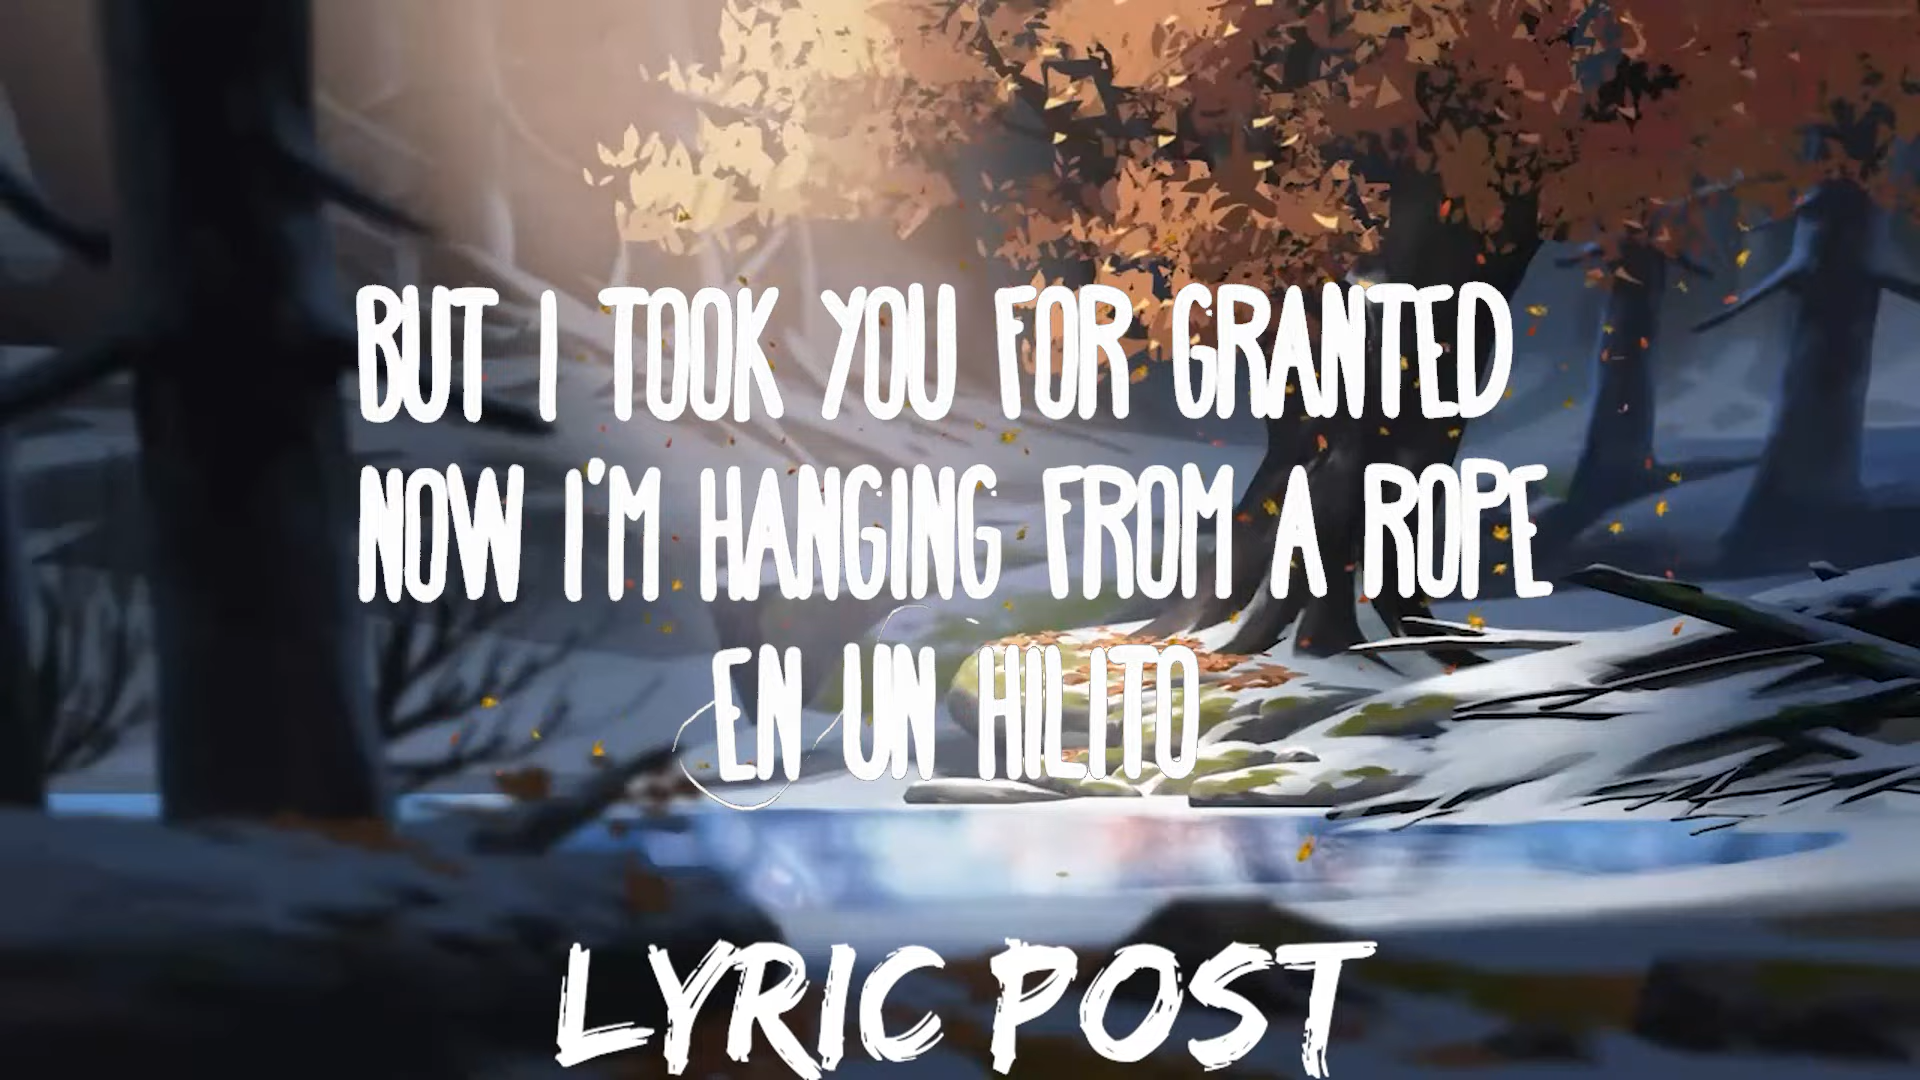 BUT I TOOK YOU FOR GRANTED
NOW I'M HANGING FROM A ROPE
EN UN HILITO
LYRIC POST